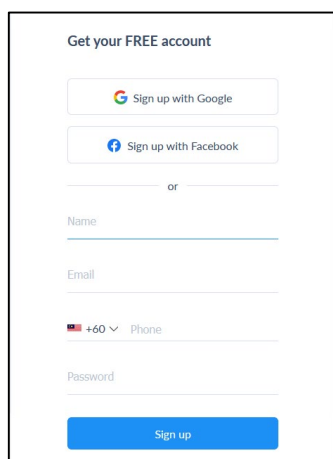 Get your FREE account
Sign up with Google
Sign up with Facebook
or
Name
Email
+60 Phone
Password
Sign up